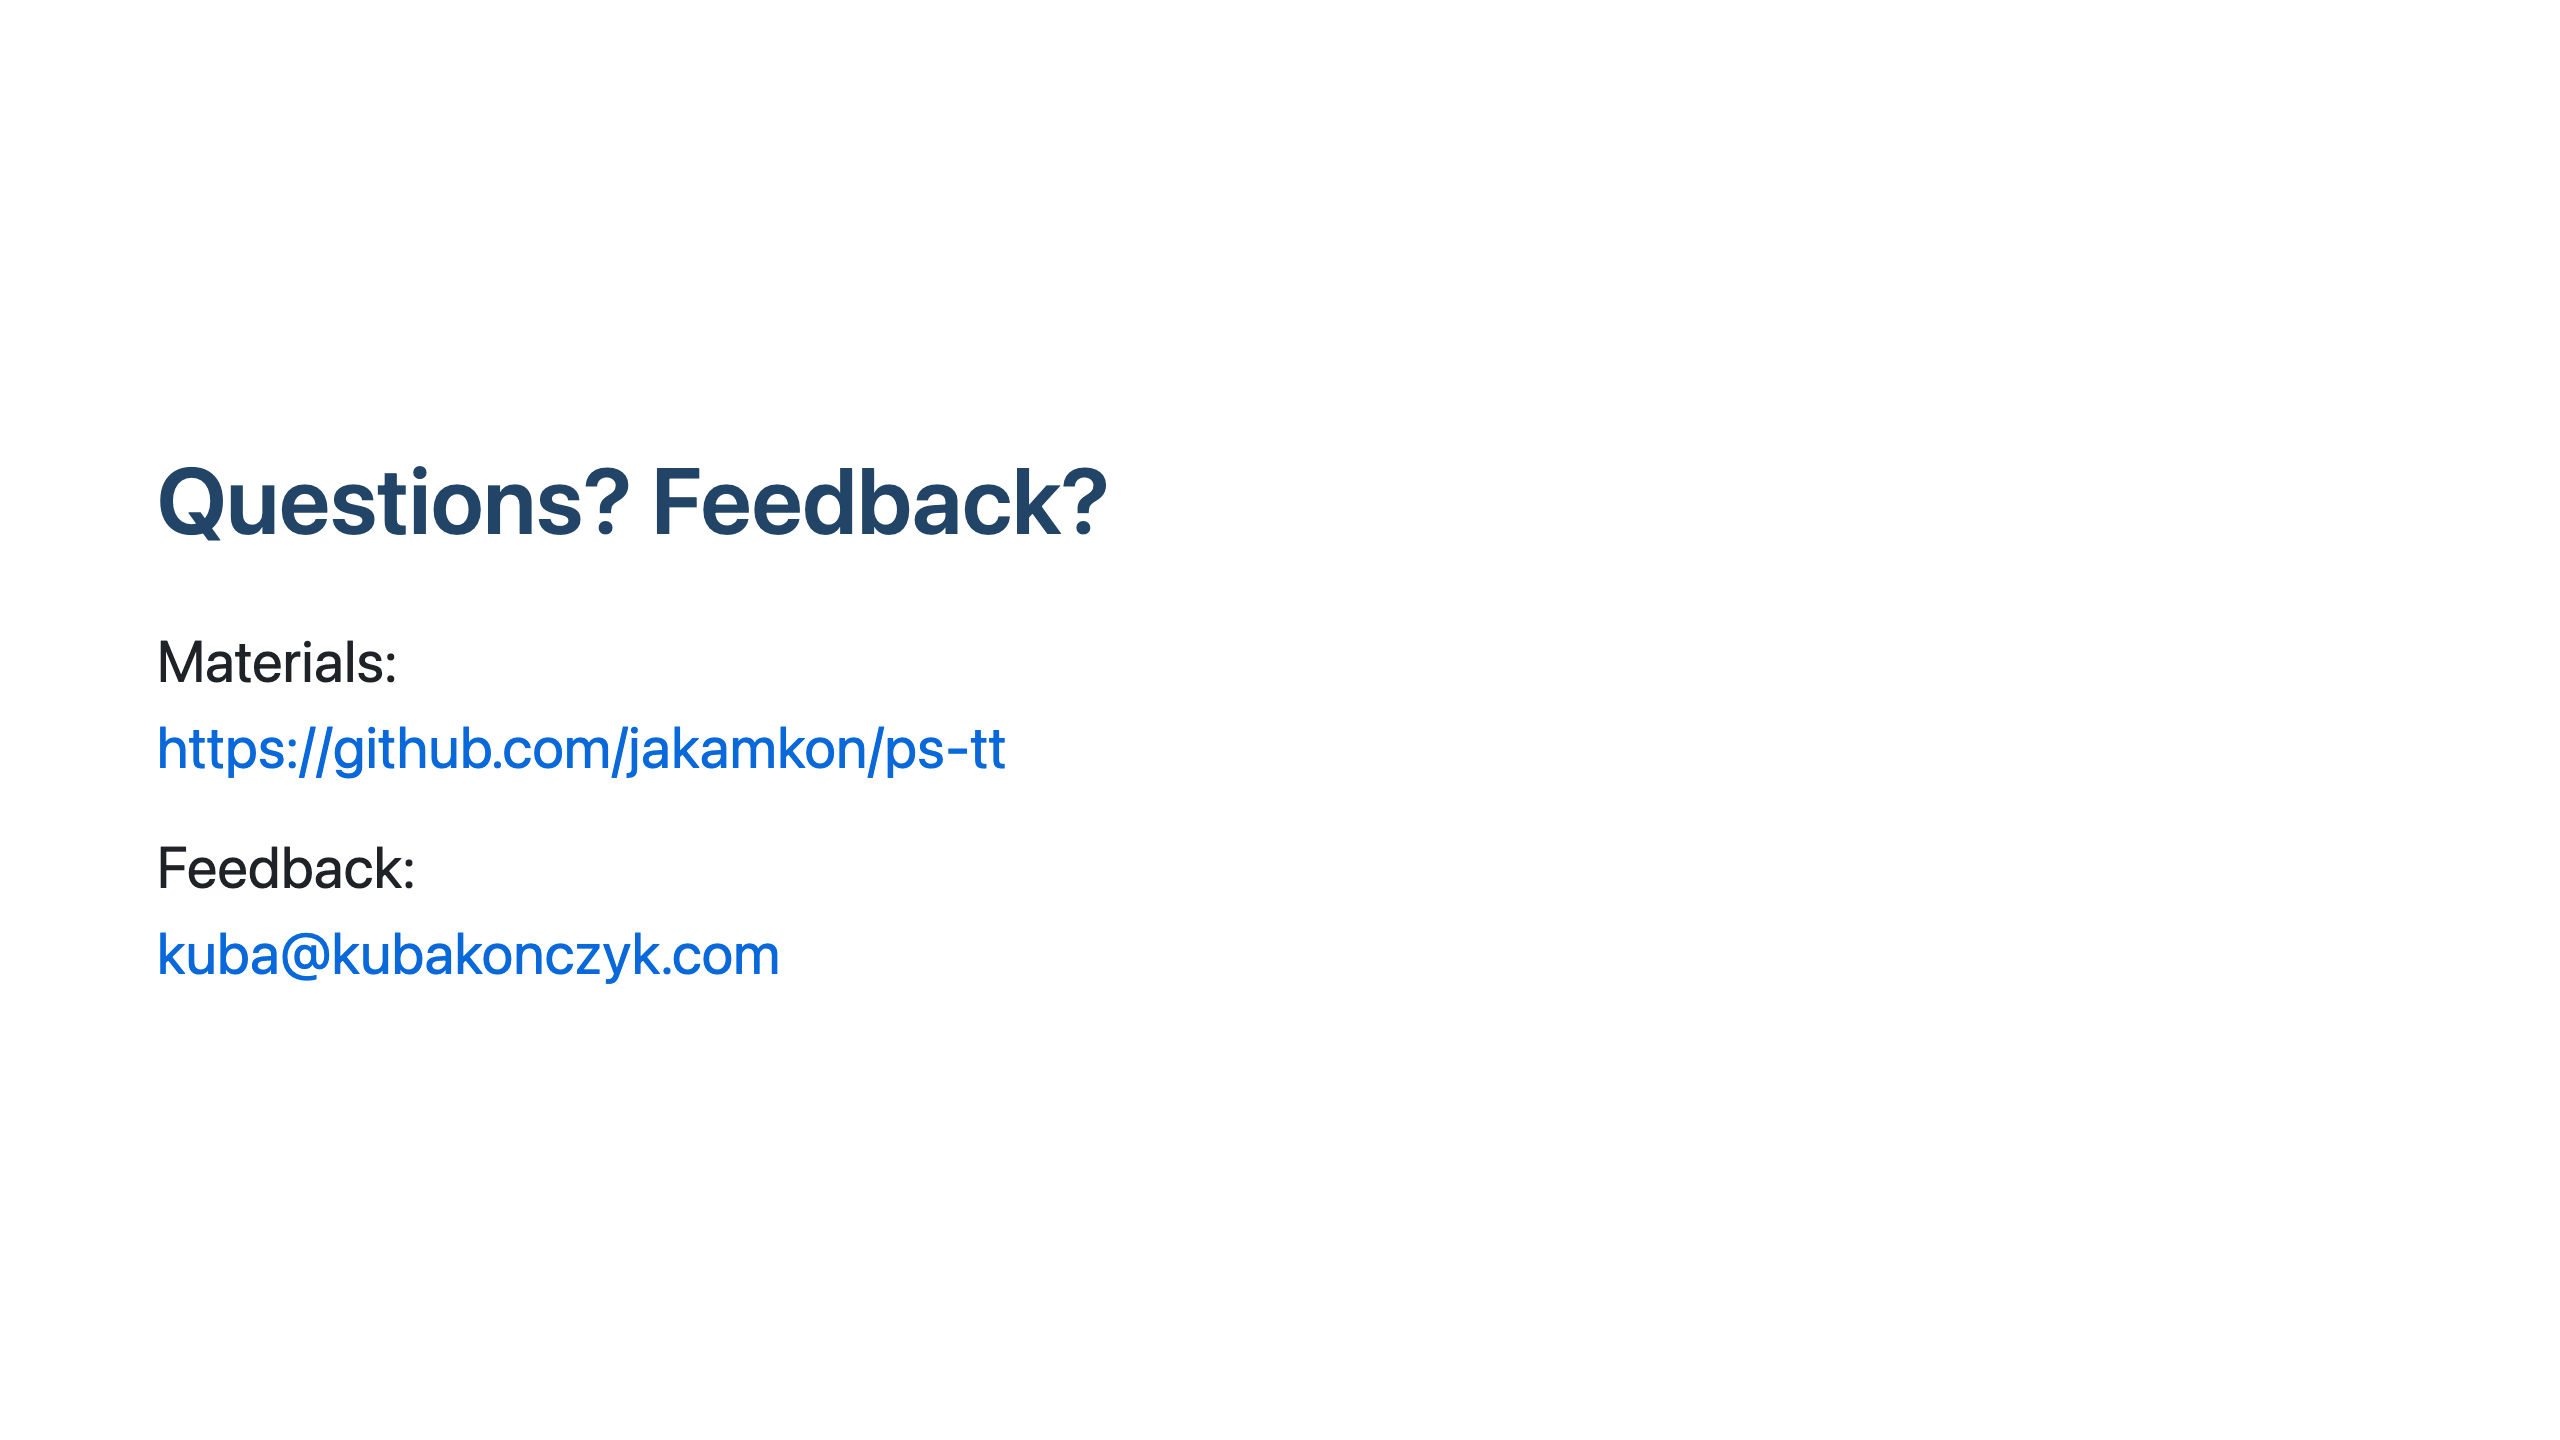 Questions? Feedback?
Materials:
https://github.com/jakamkon/ps-tt
Feedback:
kuba@kubakonczyk.com